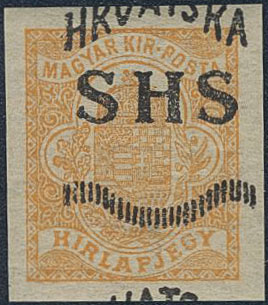 HRVATSKA
MAGYAR KIR. POSTA
SHS
HIRLAPJEGY